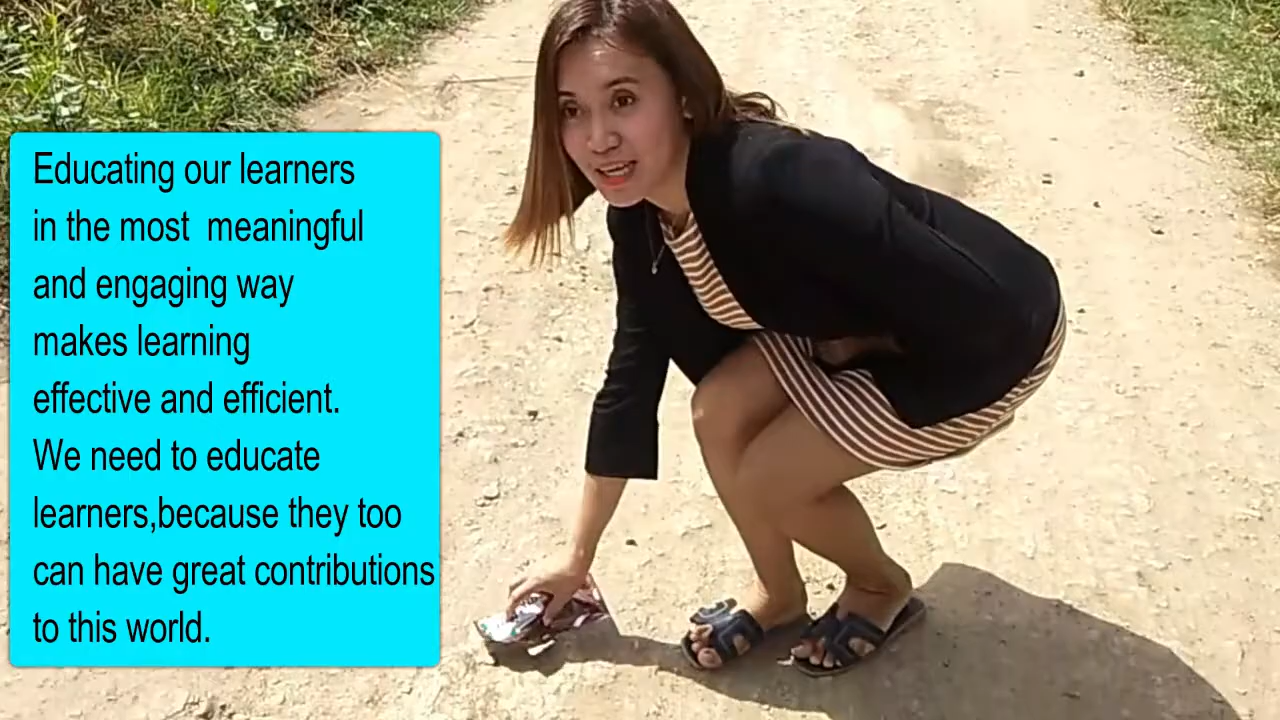 Educating our learners
in the most  meaningful
and engaging way
makes learning
effective and efficient.
We need to educate
learners,because they too
can have great contributions
to this world.